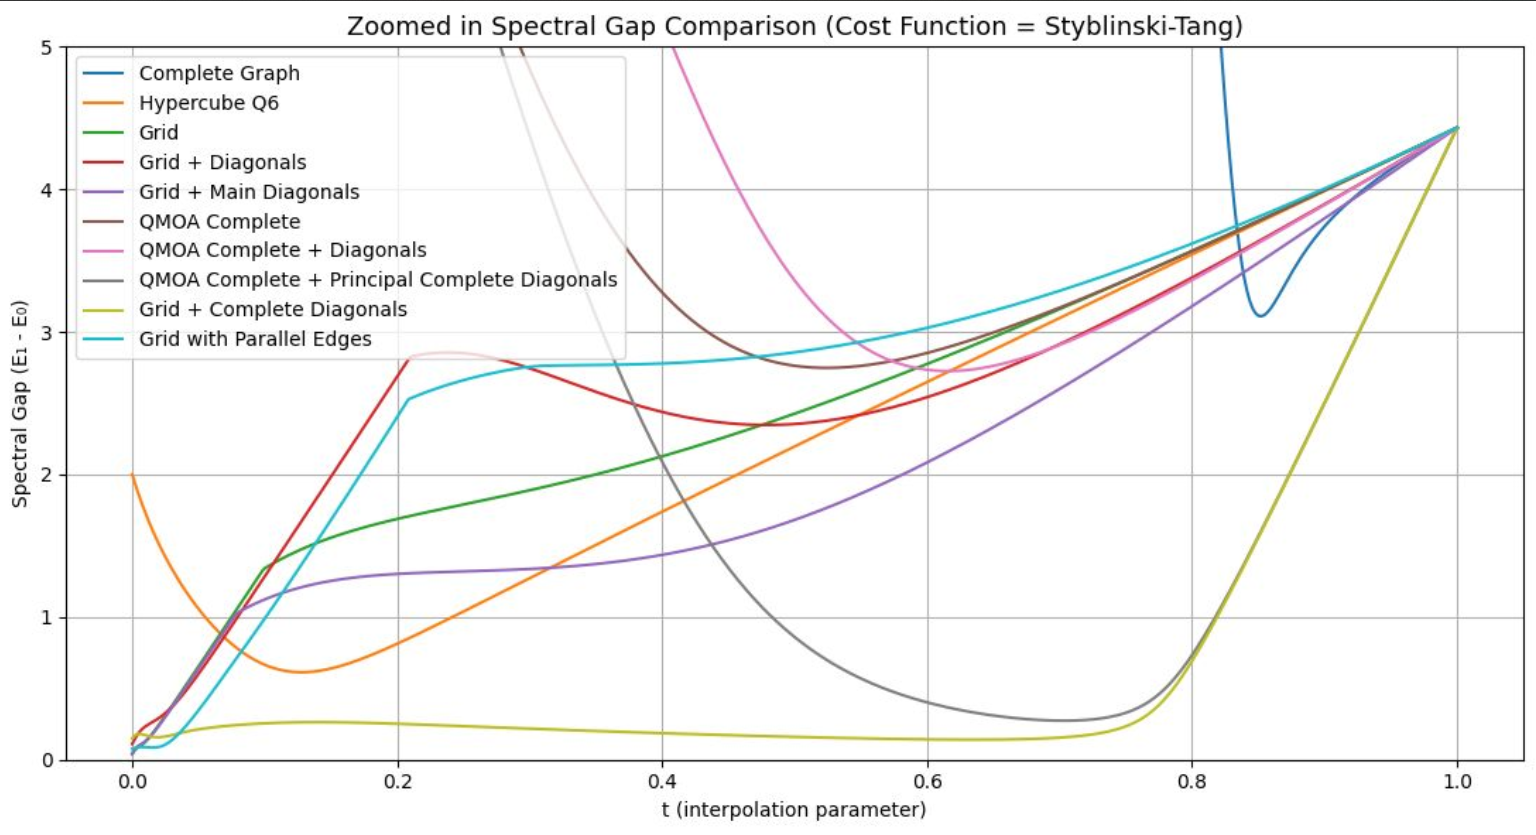 Zoomed in Spectral Gap Comparison (Cost Function = Styblinski-Tang)
Complete Graph
Hypercube Q6
Grid
Grid + Diagonals
Grid + Main Diagonals
QMOA Complete
QMOA Complete + Diagonals
QMOA Complete + Principal Complete Diagonals
Grid + Complete Diagonals
Grid with Parallel Edges
Spectral Gap (E₁ - E₀)
5
4
3
2
1
0
0.0
0.2
0.4
0.6
0.8
1.0
t (interpolation parameter)